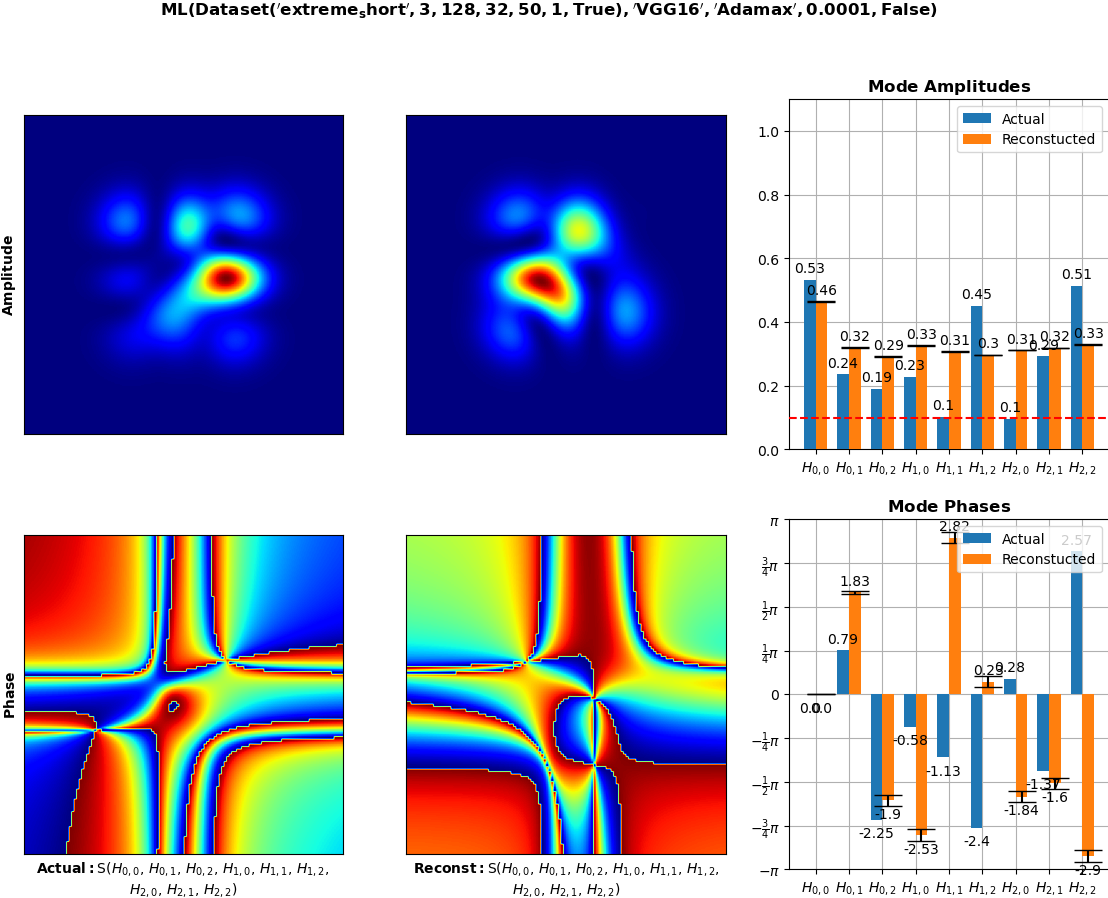 ML(Dataset('extreme_short', 3, 128, 32, 50, 1, True), 'VGG16', 'Adamax', 0.0001, False)
Amplitude
Mode Amplitudes
Actual
Reconstucted
1.0
0.8
0.6
0.4
0.2
0.0
0.53
0.46
0.24
0.32
0.19
0.29
0.23
0.33
0.1
0.31
0.45
0.3
0.1
0.31
0.29
0.32
0.51
0.33
H0,0 H0,1 H0,2 H1,0 H1,1 H1,2 H2,0 H2,1 H2,2
Phase
Actual: S(H0,0, H0,1, H0,2, H1,0, H1,1, H1,2,
H2,0, H2,1, H2,2)
Reconst: S(H0,0, H0,1, H0,2, H1,0, H1,1, H1,2,
H2,0, H2,1, H2,2)
Mode Phases
Actual
Reconstucted
π
3/4π
1/2π
1/4π
0
−1/4π
−1/2π
−3/4π
−π
0.0
0.0
0.79
1.83
-2.25
-1.9
-0.58
-2.53
-1.13
2.82
-2.4
0.23
0.28
-1.84
-1.37
-1.6
2.57
-2.9
H0,0 H0,1 H0,2 H1,0 H1,1 H1,2 H2,0 H2,1 H2,2